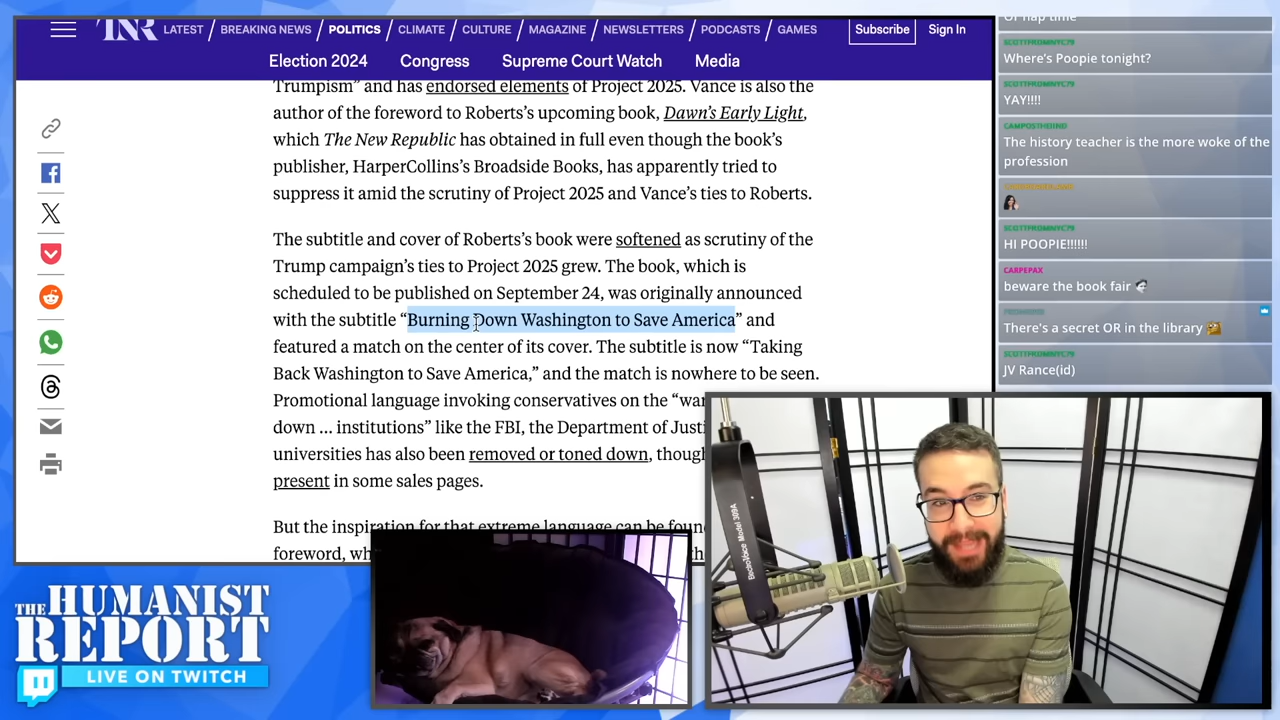 TNR LATEST / BREAKING NEWS / POLITICS / CLIMATE / CULTURE / MAGAZINE / NEWSLETTERS / PODCASTS / GAMES Subscribe Sign In
Election 2024 Congress Supreme Court Watch Media
Trumpism” and has endorsed elements of Project 2025. Vance is also the
author of the foreword to Roberts’s upcoming book, Dawn’s Early Light,
which The New Republic has obtained in full even though the book’s
publisher, HarperCollins’s Broadside Books, has apparently tried to
suppress it amid the scrutiny of Project 2025 and Vance’s ties to Roberts.
The subtitle and cover of Roberts’s book were softened as scrutiny of the
Trump campaign’s ties to Project 2025 grew. The book, which is
scheduled to be published on September 24, was originally announced
with the subtitle “Burning Down Washington to Save America” and
featured a match on the center of its cover. The subtitle is now “Taking
Back Washington to Save America,” and the match is nowhere to be seen.
Promotional language invoking conservatives on the “war
down ... institutions” like the FBI, the Department of Justi
universities has also been removed or toned down, though
present in some sales pages.
But the inspiration for that extreme language can be foun
foreword, wh
Or nap time
SCOTTFROMNYC79
Where's Poopie tonight?
SCOTTFROMNYC79
YAY!!!!
CAMPOSTHEIIND
The history teacher is the more woke of the
profession
SCOTTFROMNYC79
HI POOPIE!!!!!!
CARPEPAX
beware the book fair
There's a secret OR in the library
SCOTTFROMNYC79
JV Rance(id)
THE HUMANIST
REPORT
LIVE ON TWITCH